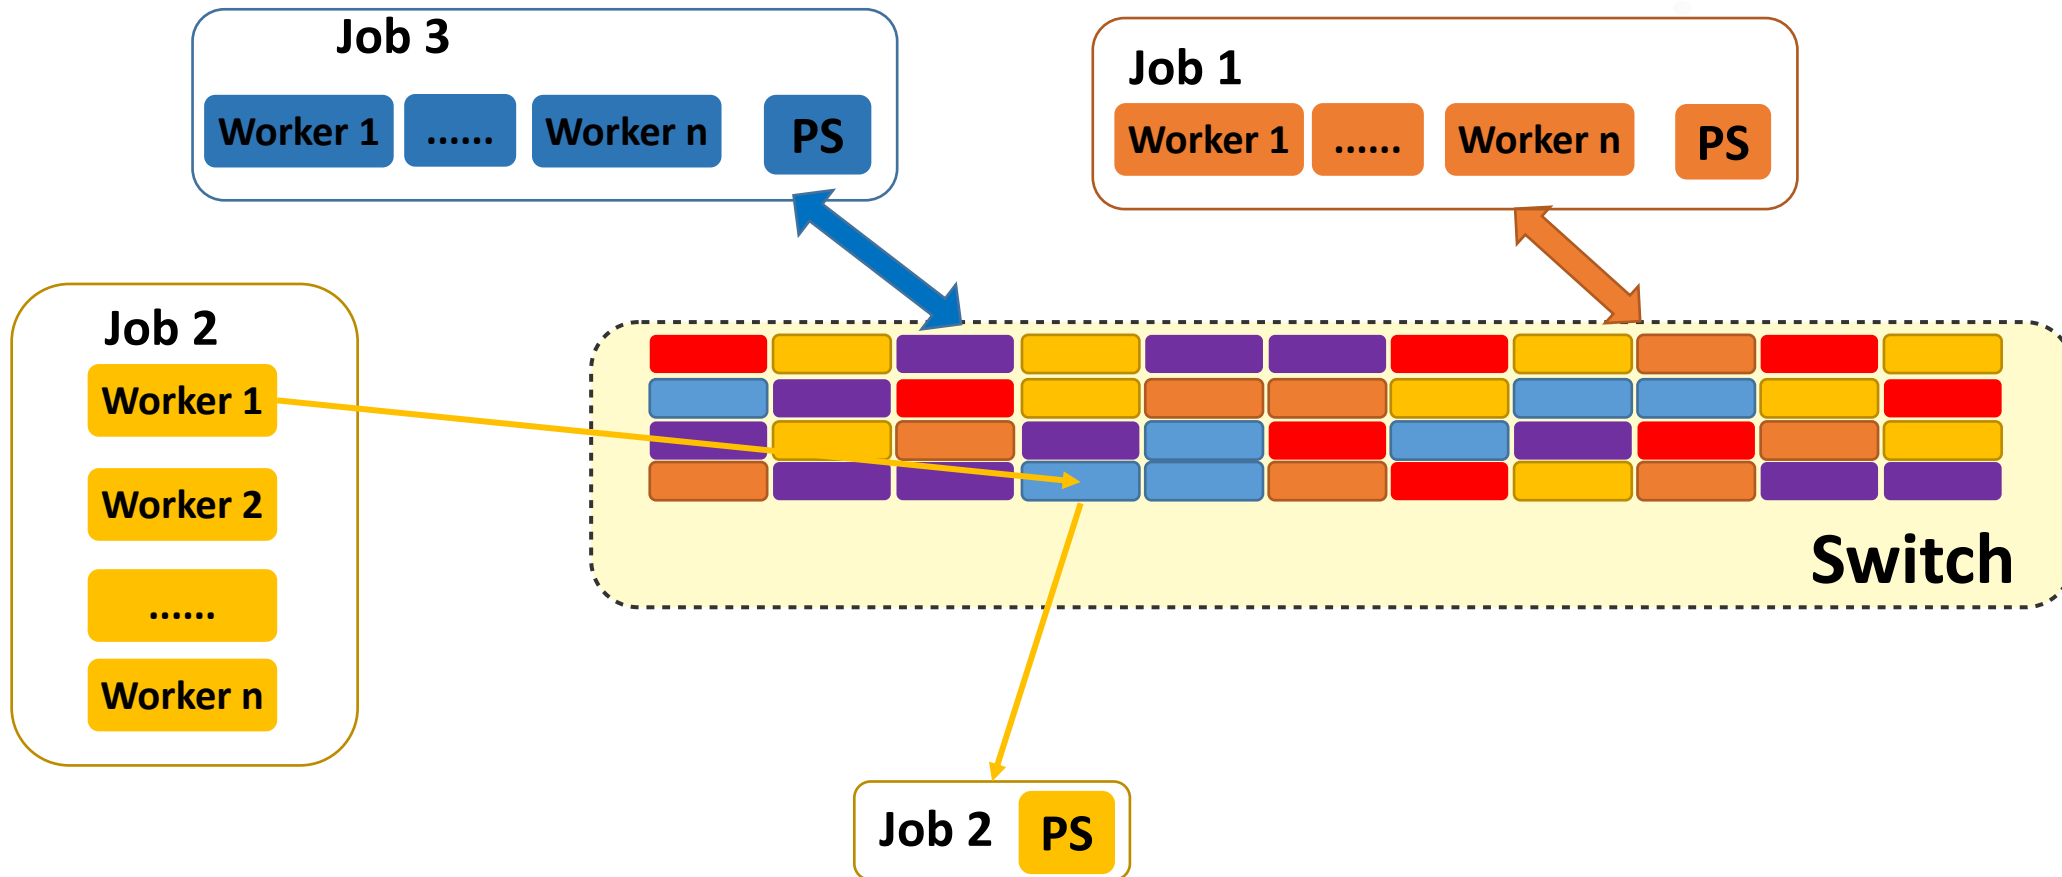 Job 3
Worker 1 ...... Worker n PS
Job 1
Worker 1 ...... Worker n PS
Job 2
Worker 1
Worker 2
......
Worker n
Switch
Job 2 PS